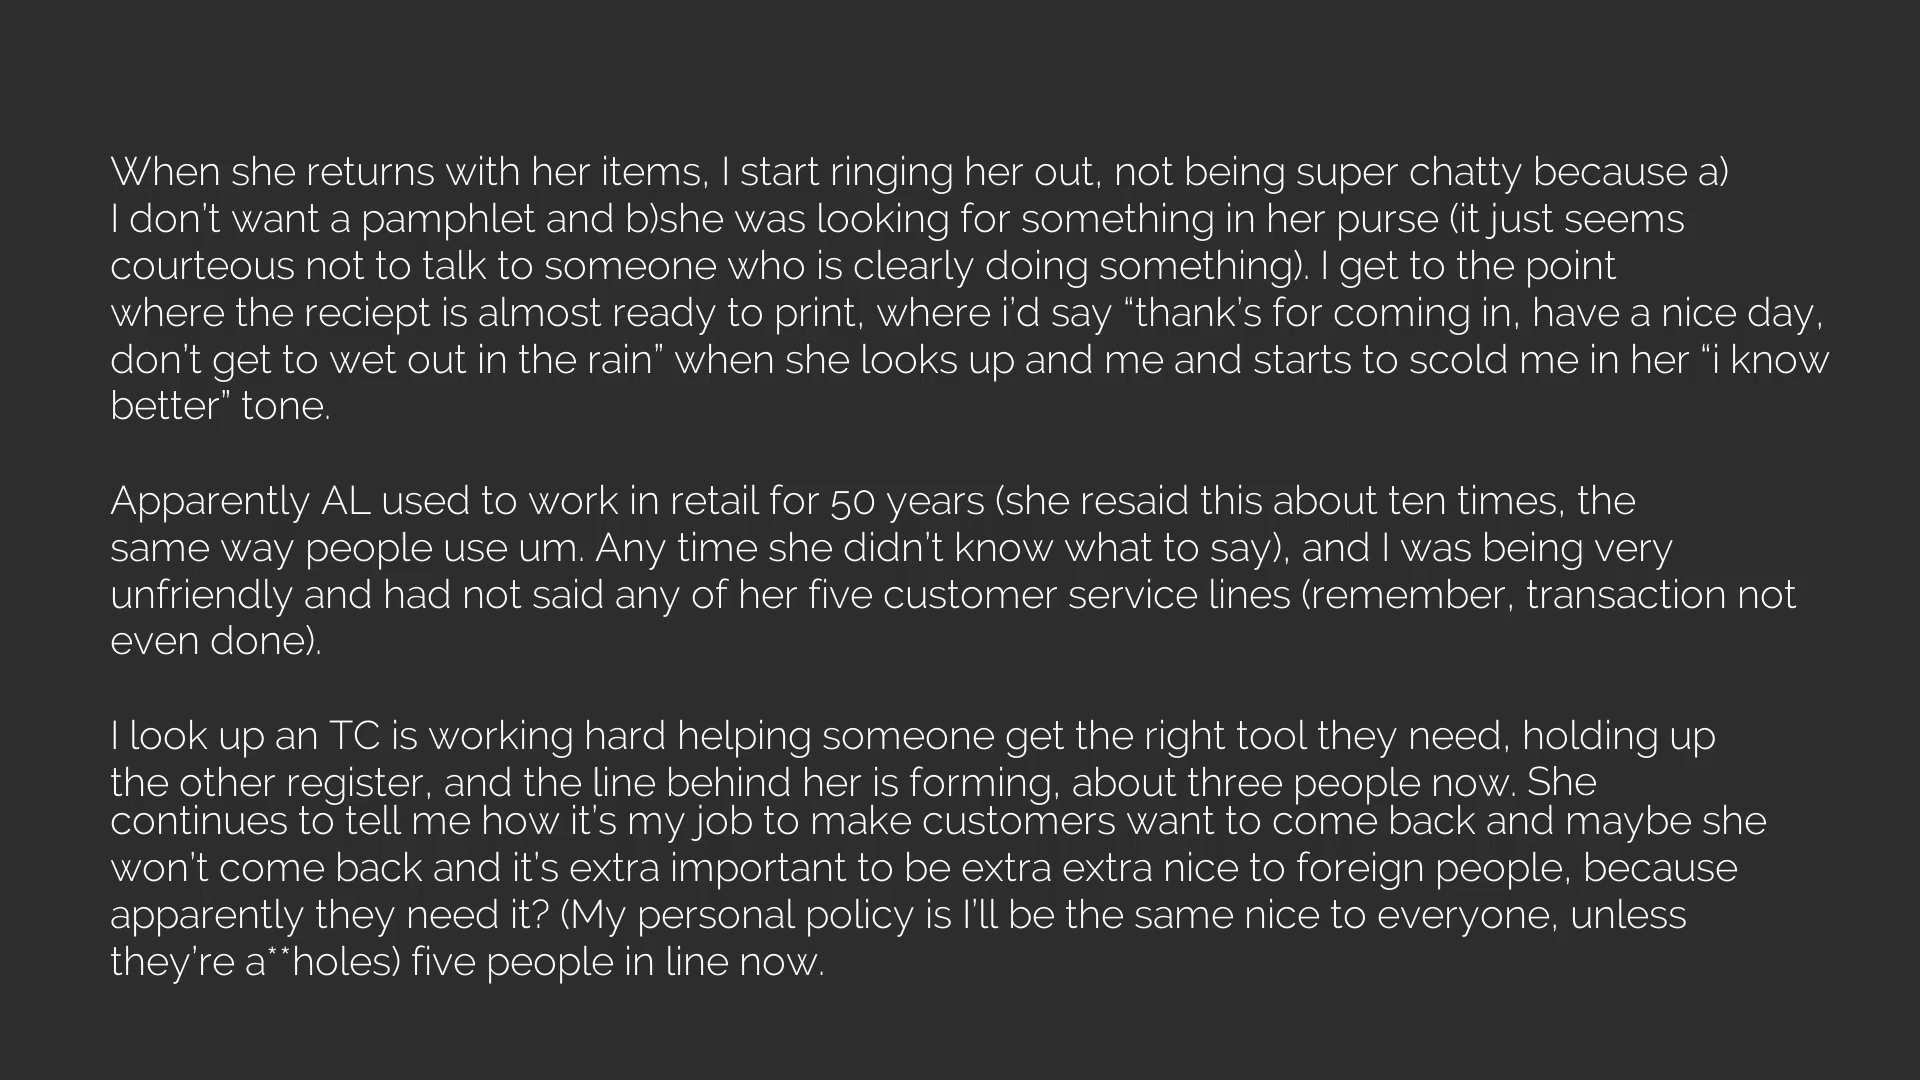 When she returns with her items, I start ringing her out, not being super chatty because a)
I don’t want a pamphlet and b)she was looking for something in her purse (it just seems
courteous not to talk to someone who is clearly doing something). I get to the point
where the reciept is almost ready to print, where i’d say “thank’s for coming in, have a nice day,
don’t get to wet out in the rain” when she looks up and me and starts to scold me in her “i know
better” tone.
Apparently AL used to work in retail for 50 years (she resaid this about ten times, the
same way people use um. Any time she didn’t know what to say), and I was being very
unfriendly and had not said any of her five customer service lines (remember, transaction not
even done).
I look up an TC is working hard helping someone get the right tool they need, holding up
the other register, and the line behind her is forming, about three people now. She
continues to tell me how it’s my job to make customers want to come back and maybe she
won’t come back and it’s extra important to be extra extra nice to foreign people, because
apparently they need it? (My personal policy is I’ll be the same nice to everyone, unless
they’re a**holes) five people in line now.